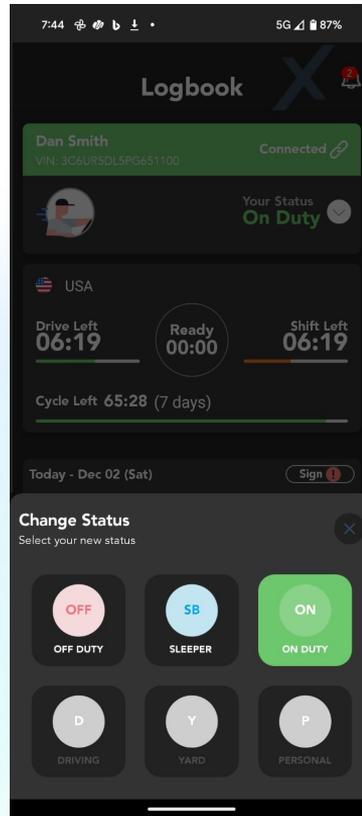 7:44 5G 87%
Logbook X 2
Dan Smith
VIN: 3C6UR5DL5PG651100
Connected
Your Status
On Duty
USA
Drive Left
06:19
Ready
00:00
Shift Left
06:19
Cycle Left 65:28 (7 days)
Today - Dec 02 (Sat)
Sign !
Change Status
Select your new status
OFF
OFF DUTY
SB
SLEEPER
ON
ON DUTY
D
DRIVING
Y
YARD
P
PERSONAL